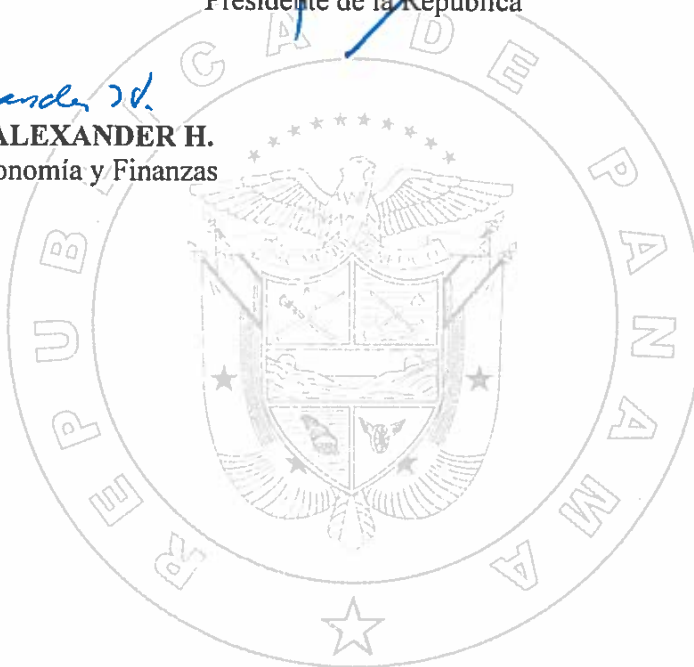 Presidente de la República
ALEXANDER H.
onomía y Finanzas
REPUBLICA DE PANAMA